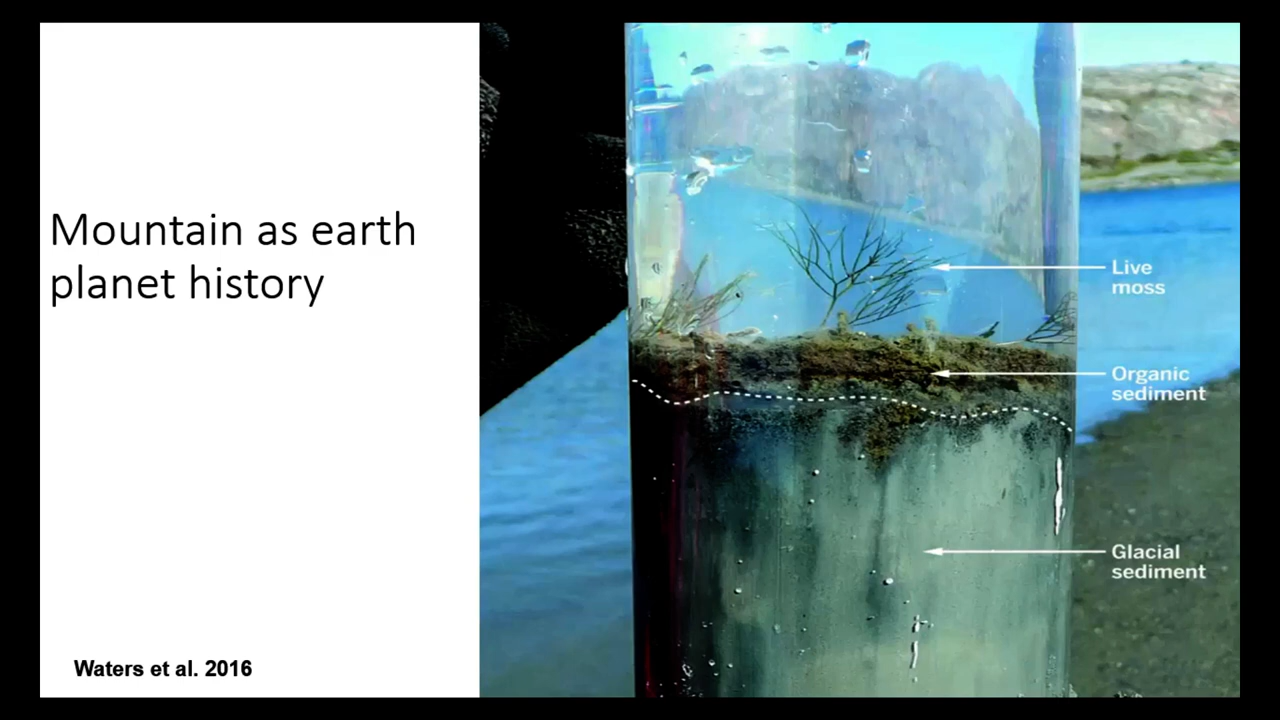 Mountain as earth
planet history
Live
moss
Organic
sediment
Glacial
sediment
Waters et al. 2016